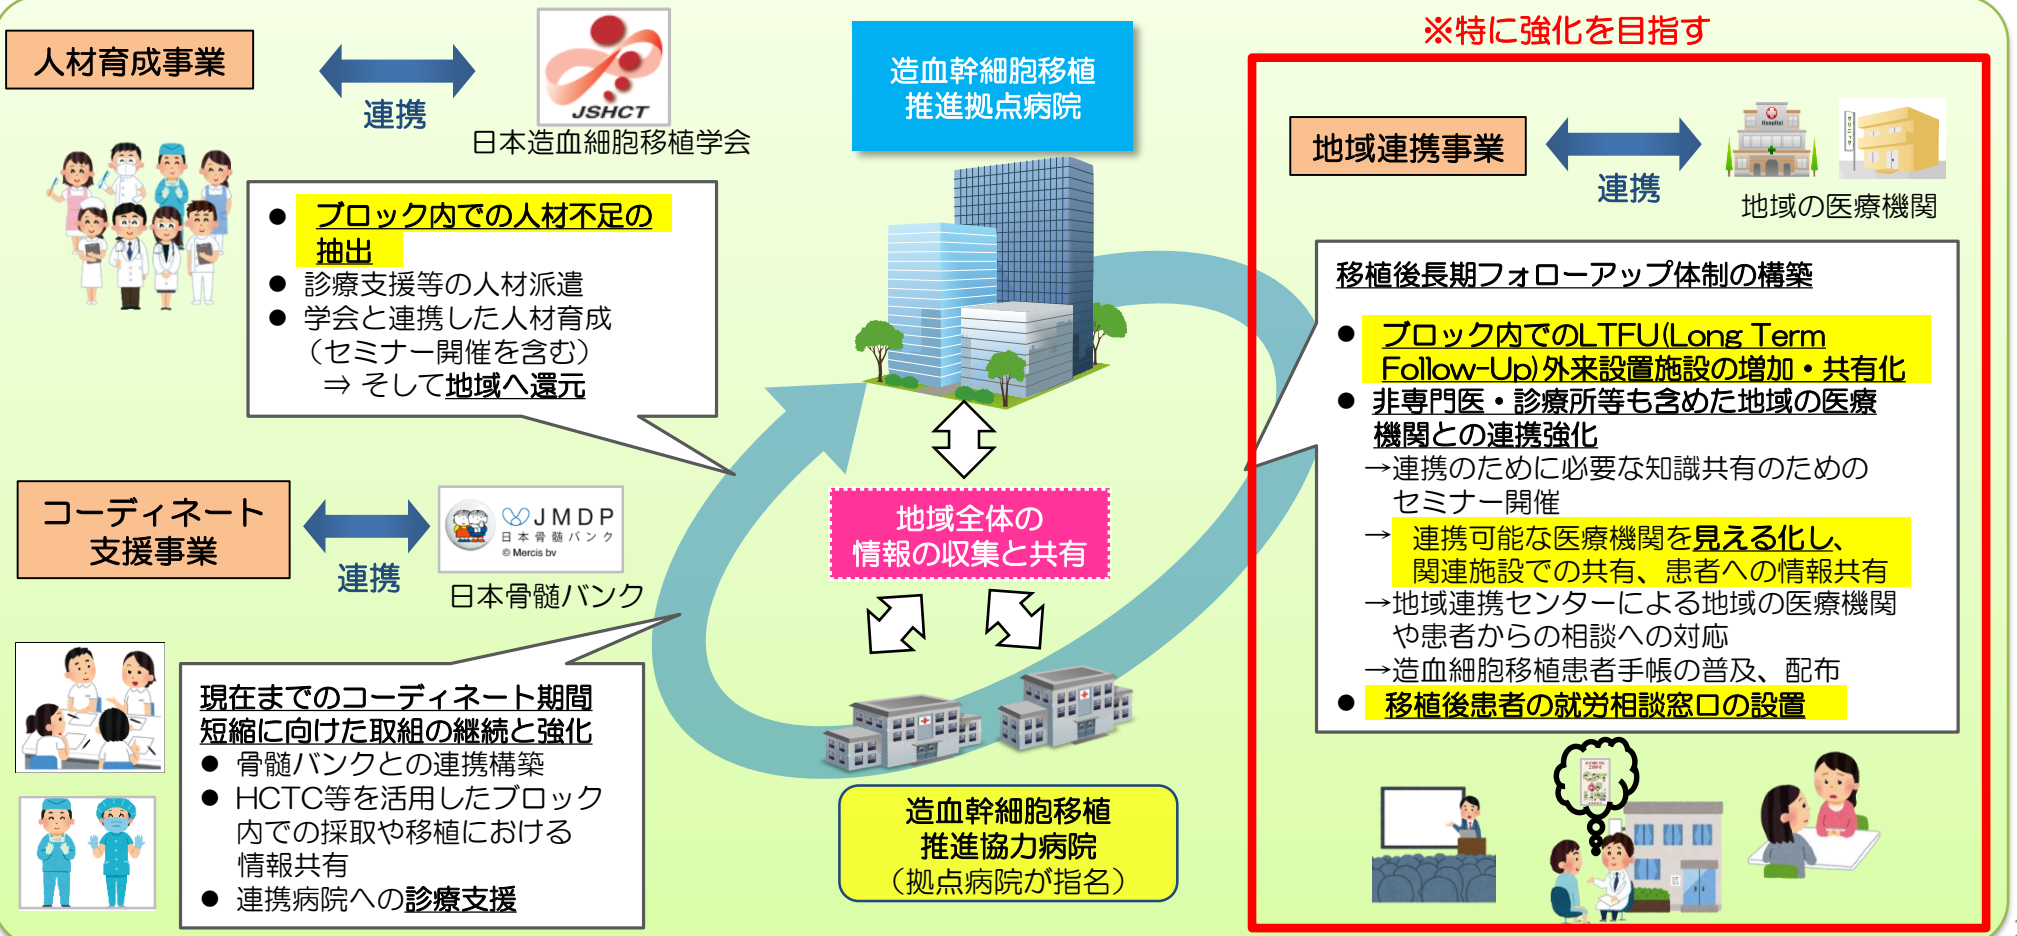 ※特に強化を目指す
人材育成事業
連携
JSHCT
日本造血細胞移植学会
● ブロック内での人材不足の
抽出
● 診療支援等の人材派遣
● 学会と連携した人材育成
（セミナー開催を含む）
⇒ そして地域へ還元
コーディネート
支援事業
連携
JMDP
日本骨髄バンク
© Mercis bv
日本骨髄バンク
現在までのコーディネート期間
短縮に向けた取組の継続と強化
● 骨髄バンクとの連携構築
● HCTC等を活用したブロック
内での採取や移植における
情報共有
● 連携病院への診療支援
造血幹細胞移植
推進拠点病院
地域全体の
情報の収集と共有
造血幹細胞移植
推進協力病院
（拠点病院が指名）
地域連携事業
連携
Hospital
クリニック
地域の医療機関
移植後長期フォローアップ体制の構築
● ブロック内でのLTFU(Long Term
Follow-Up)外来設置施設の増加・共有化
● 非専門医・診療所等も含めた地域の医療
機関との連携強化
→連携のために必要な知識共有のための
セミナー開催
→ 連携可能な医療機関を見える化し、
関連施設での共有、患者への情報共有
→地域連携センターによる地域の医療機関
や患者からの相談への対応
→造血細胞移植患者手帳の普及、配布
● 移植後患者の就労相談窓口の設置